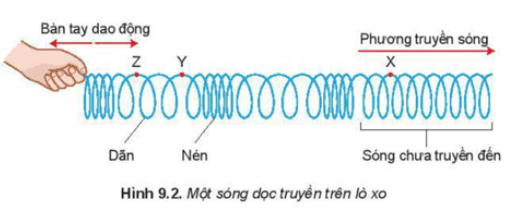 Bàn tay dao động
Phương truyền sóng
Z
Y
X
Dãn
Nén
Sóng chưa truyền đến
Hình 9.2. Một sóng dọc truyền trên lò xo